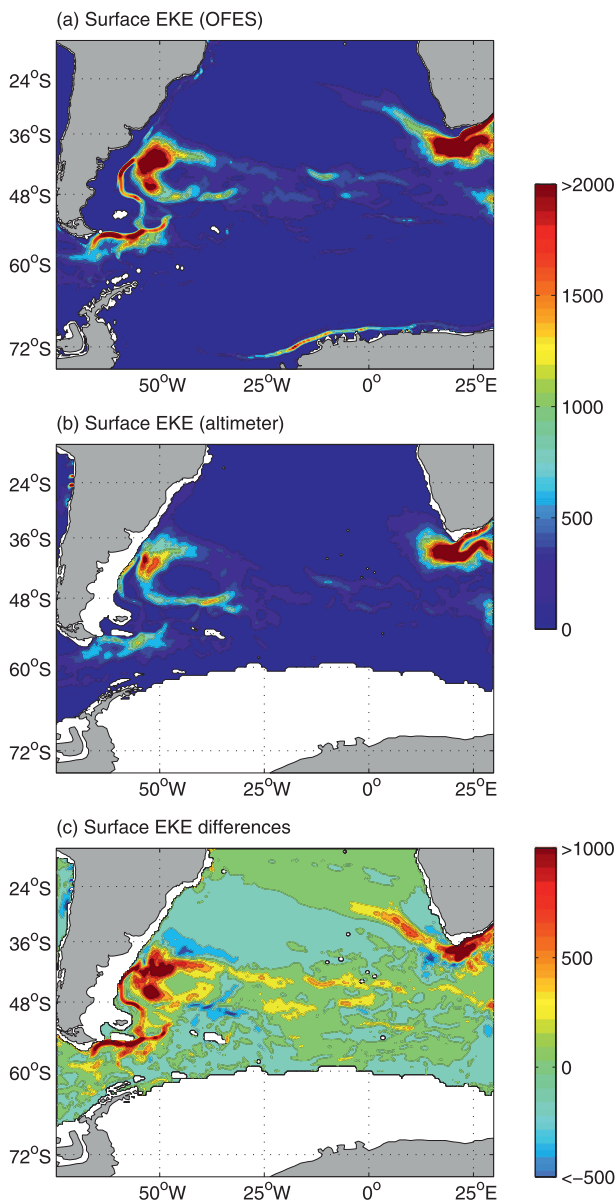 (a) Surface EKE (OFES)
24°S
36°S
48°S
60°S
72°S
50°W
25°W
0°
25°E
(b) Surface EKE (altimeter)
24°S
36°S
48°S
60°S
72°S
50°W
25°W
0°
25°E
>2000
1500
1000
500
0
(c) Surface EKE differences
24°S
36°S
48°S
60°S
72°S
50°W
25°W
0°
25°E
>1000
500
0
<-500